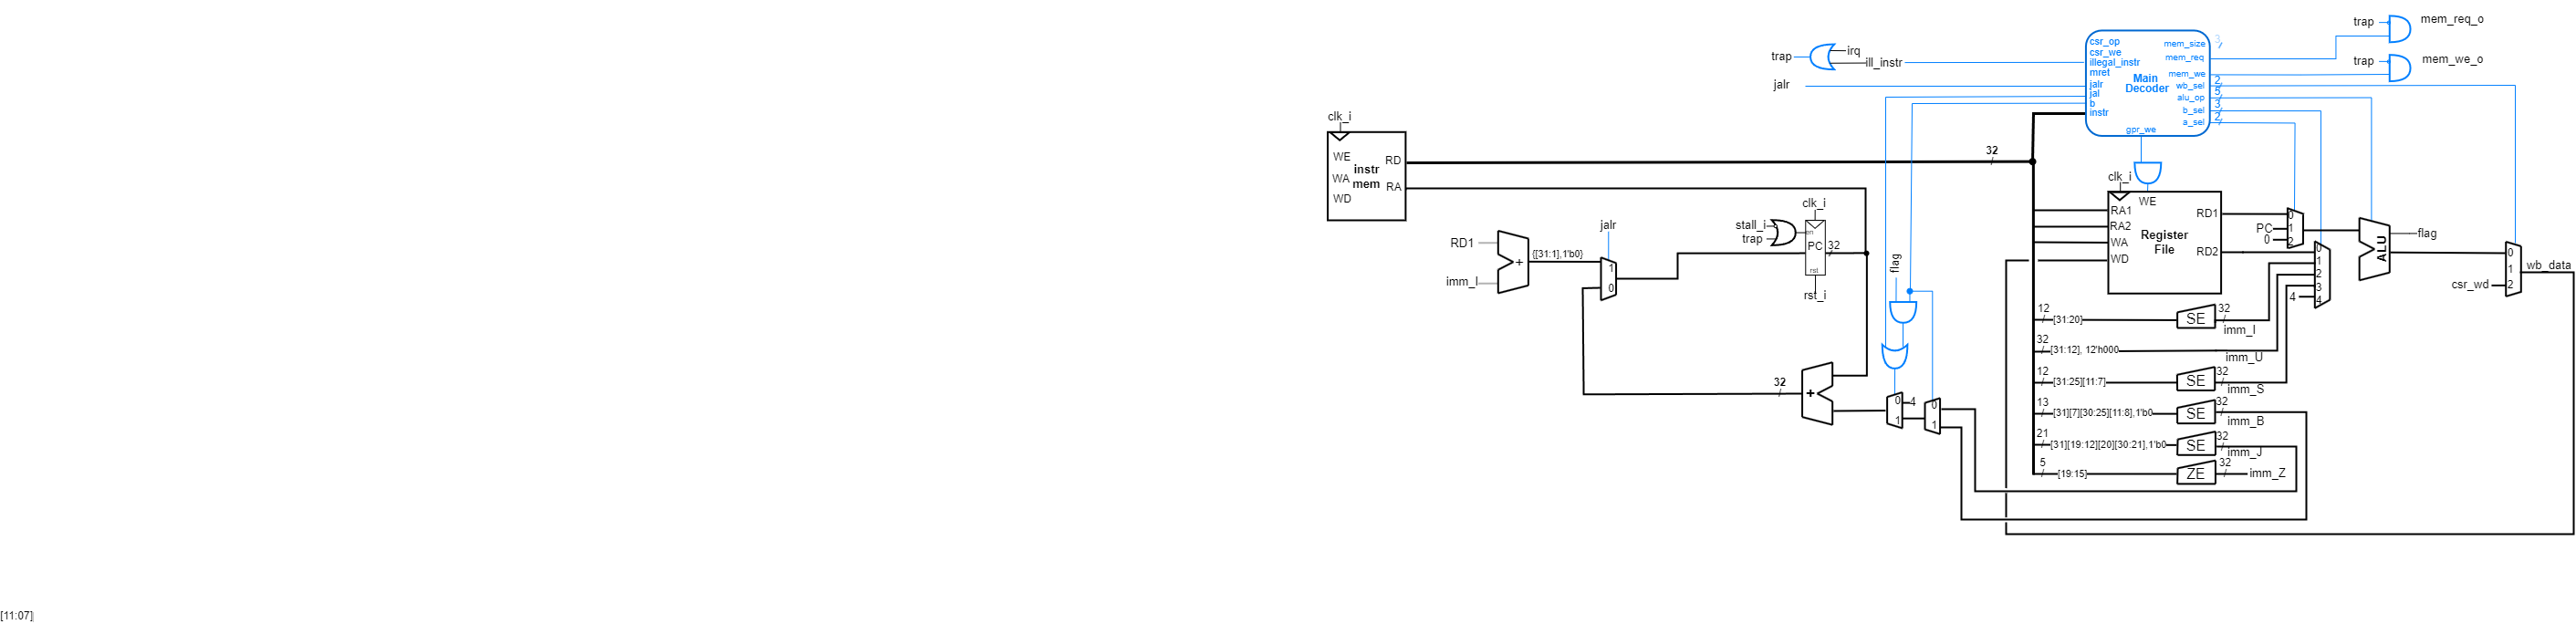 trap
mem_req_o
trap
mem_we_o
irq
trap
ill_instr
jalr
csr_op
csr_we
illegal_instr
mret
jalr
jal
b
instr
Main
Decoder
gpr_we
mem_size
mem_req
mem_we
wb_sel
alu_op
b_sel
a_sel
3
2
5
3
2
clk_i
WE
WA
WD
instr
mem
RD
RA
32
clk_i
WE
RA1
RA2
WA
WD
Register
File
RD1
RD2
PC
0
0
1
2
0
1
2
3
4
4
ALU
flag
csr_wd
0
1
2
wb_data
RD1
imm_I
+
{[31:1],1'b0}
jalr
1
0
stall_i
trap
clk_i
en
PC
rst
rst_i
32
flag
32
+
0
1
4
0
1
12
[31:20]
SE
32
imm_I
32
[31:12], 12'h000
imm_U
12
[31:25][11:7]
SE
32
imm_S
13
[31][7][30:25][11:8],1'b0
SE
32
imm_B
21
[31][19:12][20][30:21],1'b0
SE
32
imm_J
5
[19:15]
ZE
32
imm_Z
[11:07]